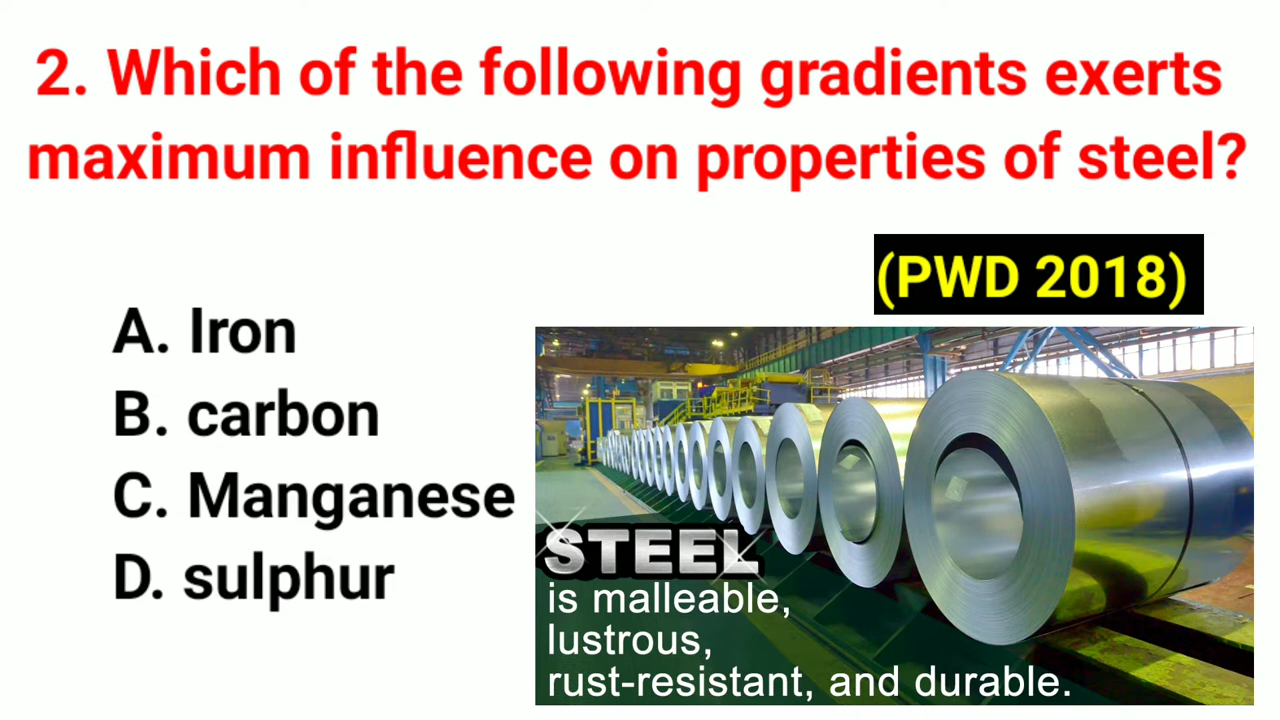 2. Which of the following gradients exerts
maximum influence on properties of steel?
(PWD 2018)
A. Iron
B. carbon
C. Manganese
D. sulphur
STEEL
is malleable,
lustrous,
rust-resistant, and durable.